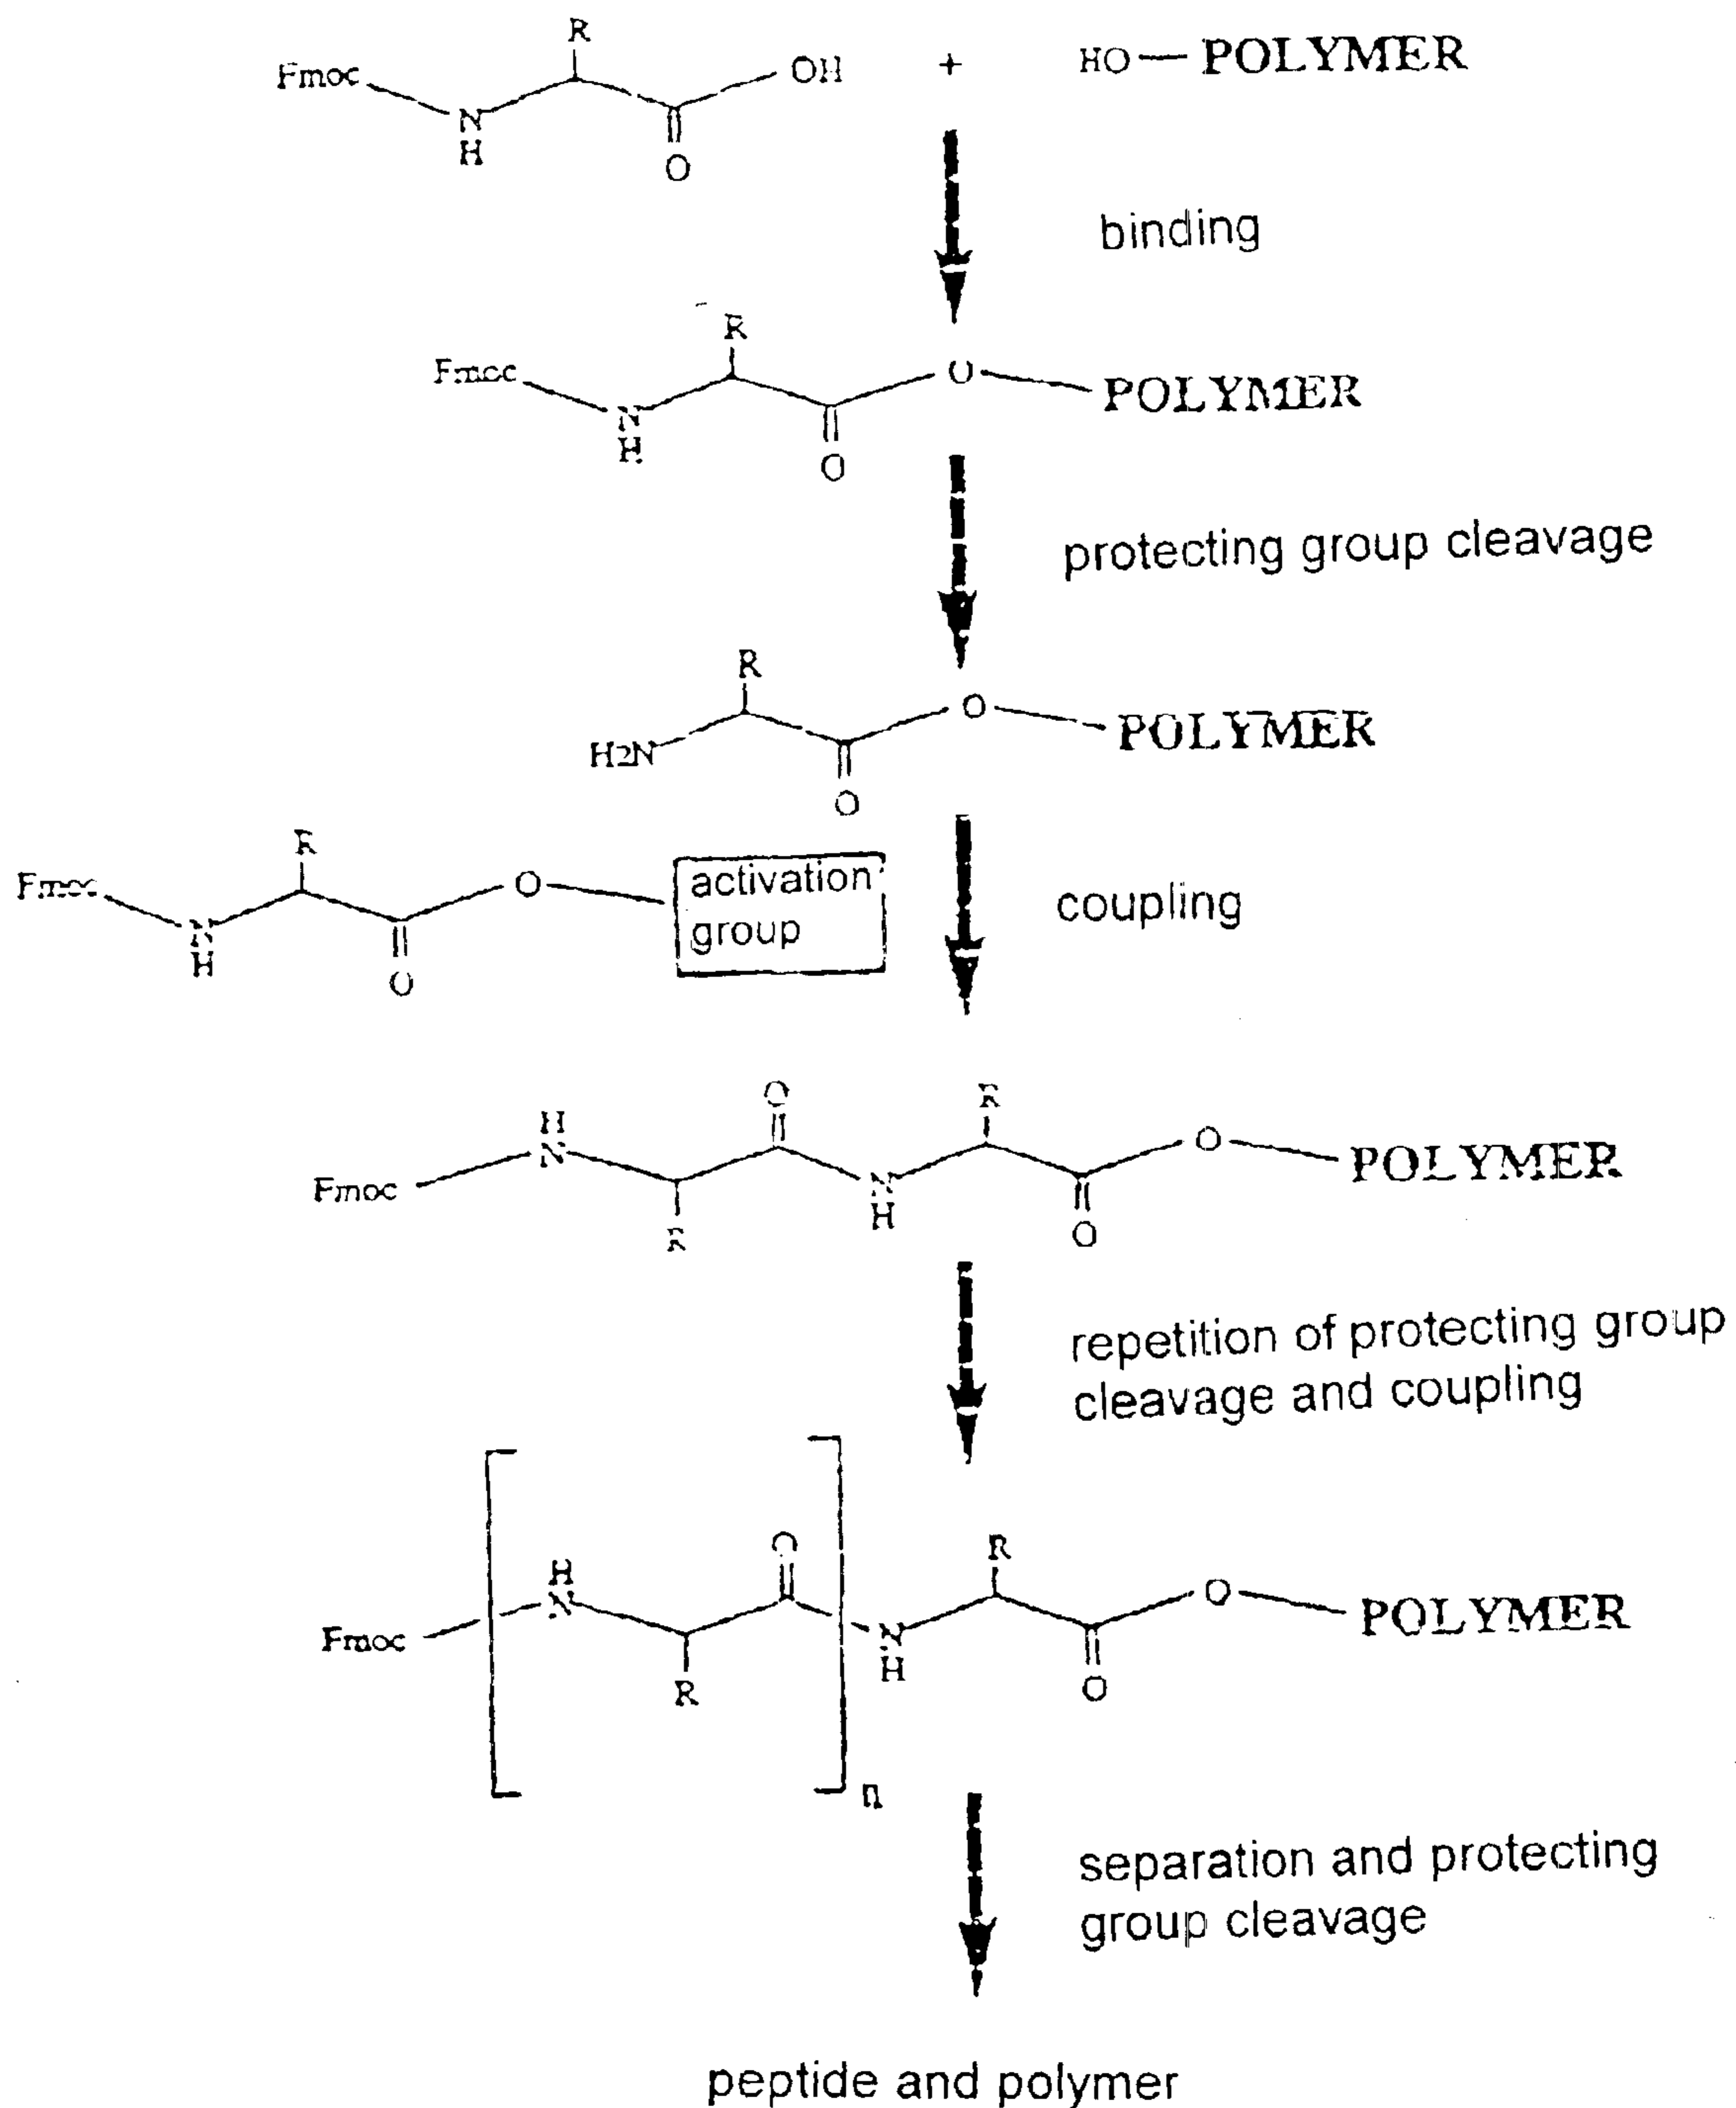 R
Fmoc N H O OH + HO — POLYMER
binding
R
Fmoc N H O O POLYMER
protecting group cleavage
R
H2N O O POLYMER
R
Fmoc N H O O activation group
coupling
O R
H N
Fmoc R N H O O POLYMER
repetition of protecting group
cleavage and coupling
O R
H N
Fmoc R N H O O POLYMER
n
separation and protecting
group cleavage
peptide and polymer